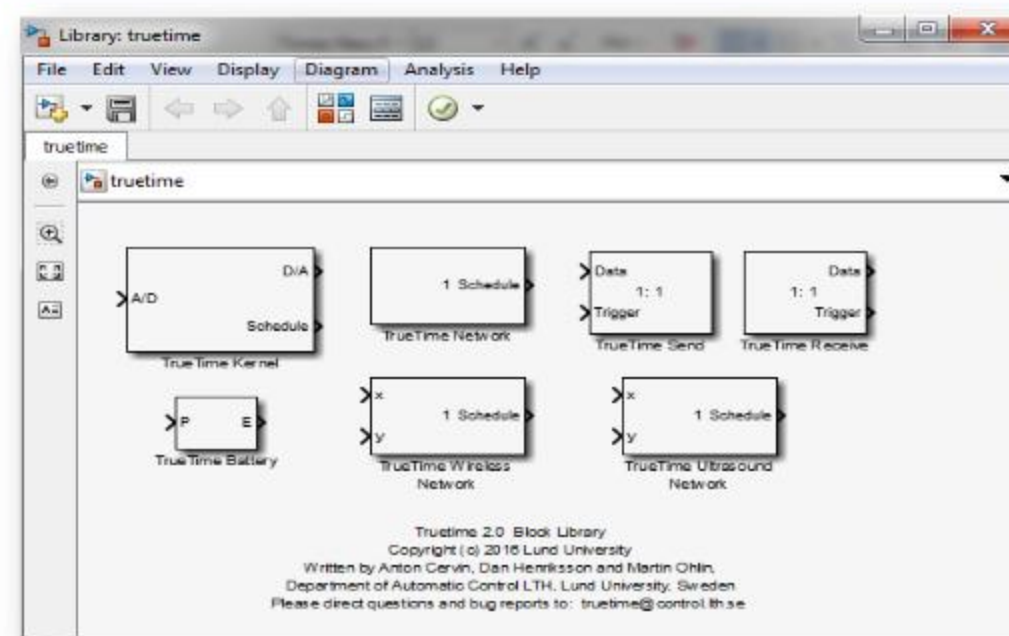 Library: truetime
File Edit View Display Diagram Analysis Help
truetime
truetime
D/A
A/D
Schedule
TrueTime Kernel
1 Schedule
TrueTime Network
Data
1: 1
Trigger
TrueTime Send
Data
1: 1
Trigger
TrueTime Receive
P E
TrueTime Battery
x
1 Schedule
y
TrueTime Wireless
Network
x
1 Schedule
y
TrueTime Ultrasound
Network
Truetime 2.0 Block Library
Copyright (c) 2016 Lund University
Written by Anton Cervin, Dan Henriksson and Martin Ohlin,
Department of Automatic Control LTH, Lund University, Sweden
Please direct questions and bug reports to: truetime@control.lth.se